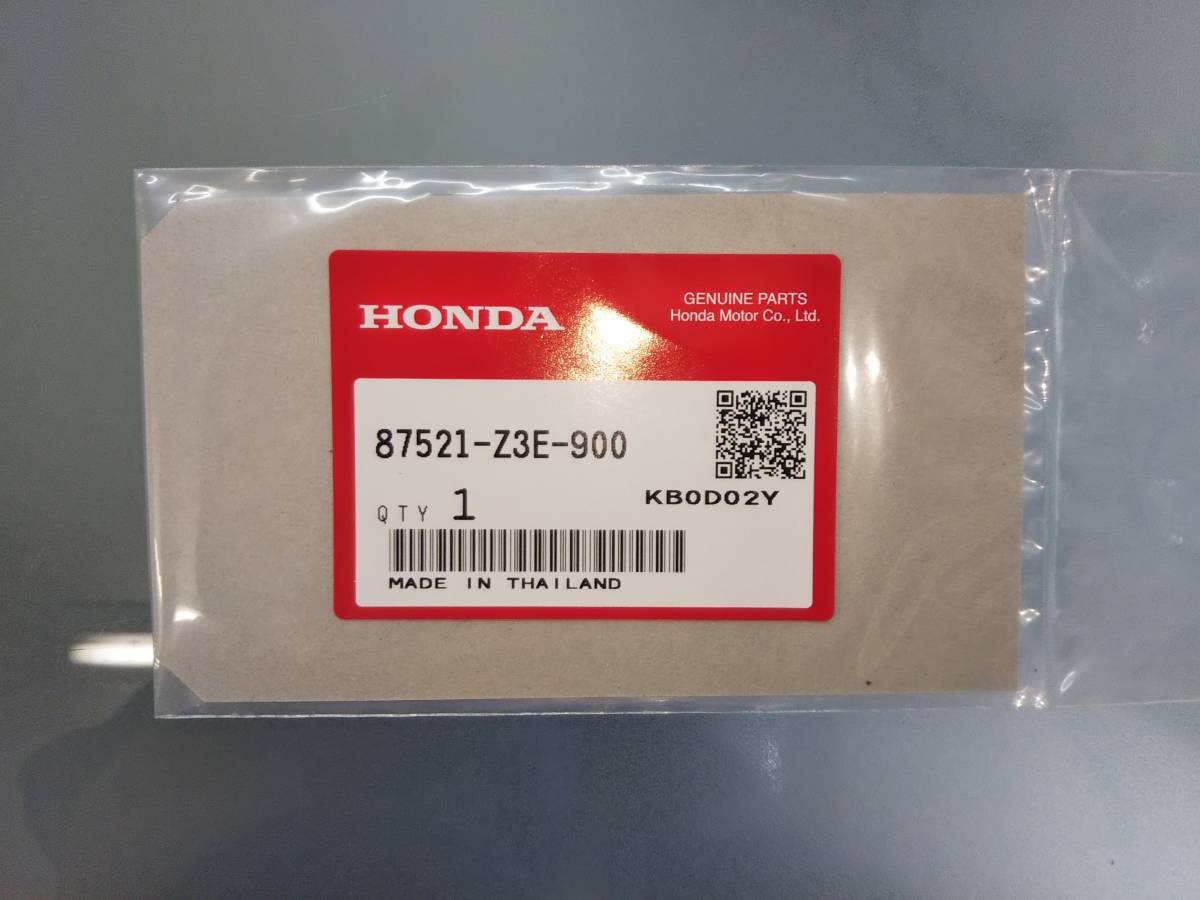 HONDA
GENUINE PARTS
Honda Motor Co., Ltd.
87521-Z3E-900
QTY 1
KB0D02Y
MADE IN THAILAND